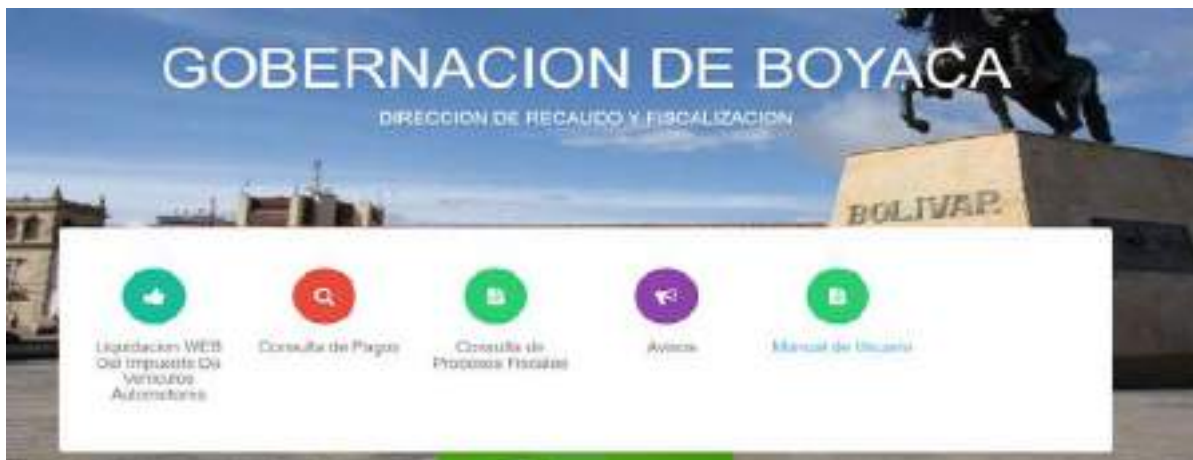 GOBERNACION DE BOYACA
DIRECCION DE RECAUDO Y FISCALIZACION
BOLIVAR
Liquidacion WEB
Del Impuesto De
Vehiculos
Automotores
Consulta de Pagos
Consulta de
Procesos Fiscales
Avisos
Manual de Usuario